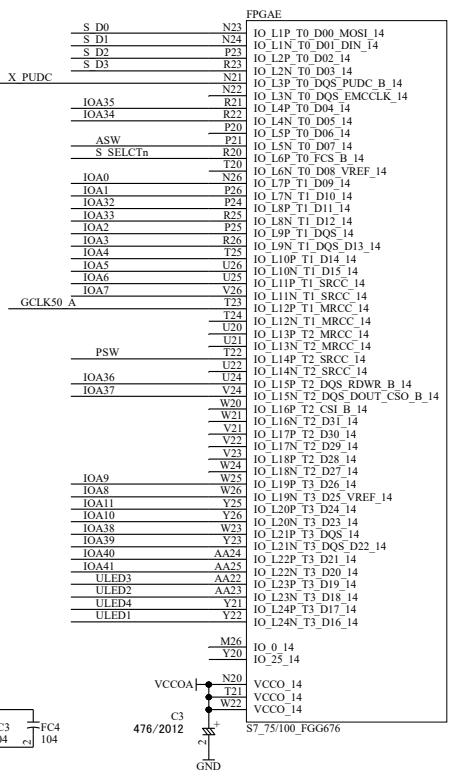 FPGAE
S_D0 N23 IO_L1P_T0_D00_MOSI_14
S_D1 N24 IO_L1N_T0_D01_DIN_14
S_D2 P23 IO_L2P_T0_D02_14
S_D3 R23 IO_L2N_T0_D03_14
X_PUDC N21 IO_L3P_T0_DQS_PUDC_B_14
N22 IO_L3N_T0_DQS_EMCCLK_14
IOA35 R21 IO_L4P_T0_D04_14
IOA34 R22 IO_L4N_T0_D05_14
P20 IO_L5P_T0_D06_14
ASW P21 IO_L5N_T0_D07_14
S_SELCTn R20 IO_L6P_T0_FCS_B_14
T20 IO_L6N_T0_D08_VREF_14
IOA0 N26 IO_L7P_T1_D09_14
IOA1 P26 IO_L7N_T1_D10_14
IOA32 P24 IO_L8P_T1_D11_14
IOA33 R25 IO_L8N_T1_D12_14
IOA2 P25 IO_L9P_T1_DQS_14
IOA3 R26 IO_L9N_T1_DQS_D13_14
IOA4 T25 IO_L10P_T1_D14_14
IOA5 U26 IO_L10N_T1_D15_14
IOA6 U25 IO_L11P_T1_SRCC_14
IOA7 V26 IO_L11N_T1_SRCC_14
GCLK50_A T23 IO_L12P_T1_MRCC_14
T24 IO_L12N_T1_MRCC_14
U20 IO_L13P_T2_MRCC_14
U21 IO_L13N_T2_MRCC_14
PSW T22 IO_L14P_T2_SRCC_14
U22 IO_L14N_T2_SRCC_14
IOA36 U24 IO_L15P_T2_DQS_RDWR_B_14
IOA37 V24 IO_L15N_T2_DQS_DOUT_CSO_B_14
W20 IO_L16P_T2_CSI_B_14
W21 IO_L16N_T2_D31_14
V21 IO_L17P_T2_D30_14
V22 IO_L17N_T2_D29_14
V23 IO_L18P_T2_D28_14
W24 IO_L18N_T2_D27_14
IOA9 W25 IO_L19P_T3_D26_14
IOA8 W26 IO_L19N_T3_D25_VREF_14
IOA11 Y25 IO_L20P_T3_D24_14
IOA10 Y26 IO_L20N_T3_D23_14
IOA38 W23 IO_L21P_T3_DQS_14
IOA39 Y23 IO_L21N_T3_DQS_D22_14
IOA40 AA24 IO_L22P_T3_D21_14
IOA41 AA25 IO_L22N_T3_D20_14
ULED3 AA22 IO_L23P_T3_D19_14
ULED2 AA23 IO_L23N_T3_D18_14
ULED4 Y21 IO_L24P_T3_D17_14
ULED1 Y22 IO_L24N_T3_D16_14
M26 IO_0_14
Y20 IO_25_14
VCCOA N20 VCCO_14
T21 VCCO_14
W22 VCCO_14
C3 FC4 C3 + S7_75/100_FGG676
04 2 104 476/2012 2
GND